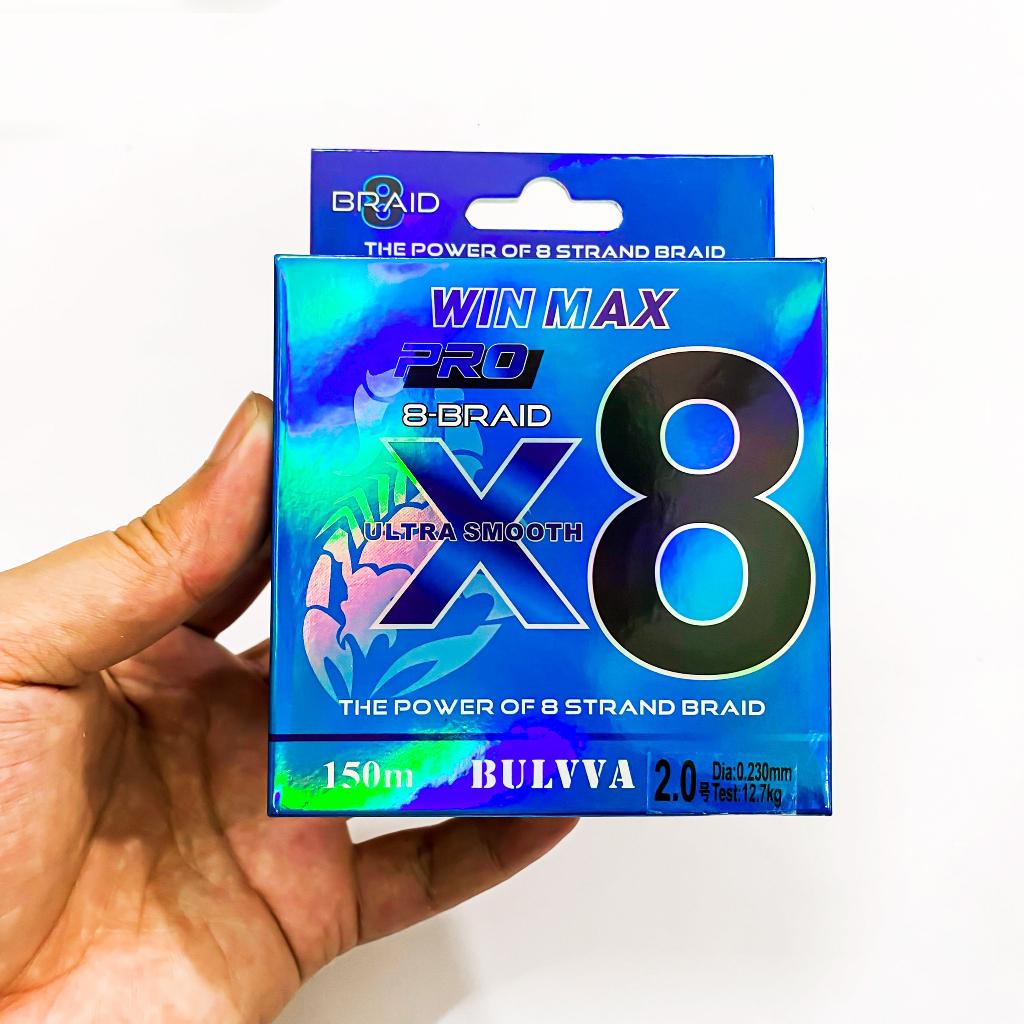 BRAID 8
THE POWER OF 8 STRAND BRAID
WIN MAX
PRO
8-BRAID
X8
ULTRA SMOOTH
THE POWER OF 8 STRAND BRAID
150m BULVVA 2.0号 Dia:0.230mm
Test:12.7kg